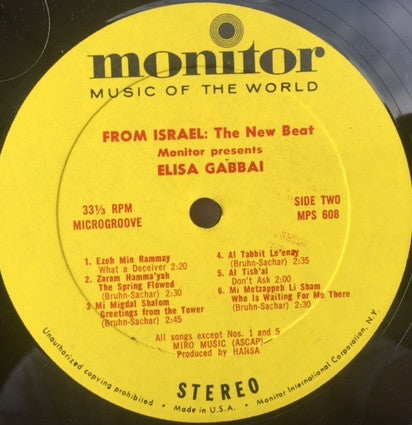 monitor
MUSIC OF THE WORLD
FROM ISRAEL: The New Beat
Monitor presents
ELISA GABBAI
33⅓ RPM
MICROGROOVE
SIDE TWO
MPS 608
1. Ezeh Min Rammay
What a Deceiver 2:20
2. Zaram Hamma'yah
The Spring Flowed
(Bruhn-Sachar) 2:30
3 Mi Migdal Shalom
Greetings from the Tower
(Bruhn-Sachar) 2:45
4. Al Tabbit Le'enay
(Bruhn-Sachar) 2:35
5. Al Tish'al
Don't Ask 2:00
6. Mi Metzappeh Li Sham
Who Is Waiting For Me There
(Bruhn-Sachar) 2:30
All songs except Nos. 1 and 5
MIRO MUSIC (ASCAP)
Produced by HANSA
STEREO
Unauthorized copying prohibited • Made in U.S.A. • Monitor International Corporation, N.Y.